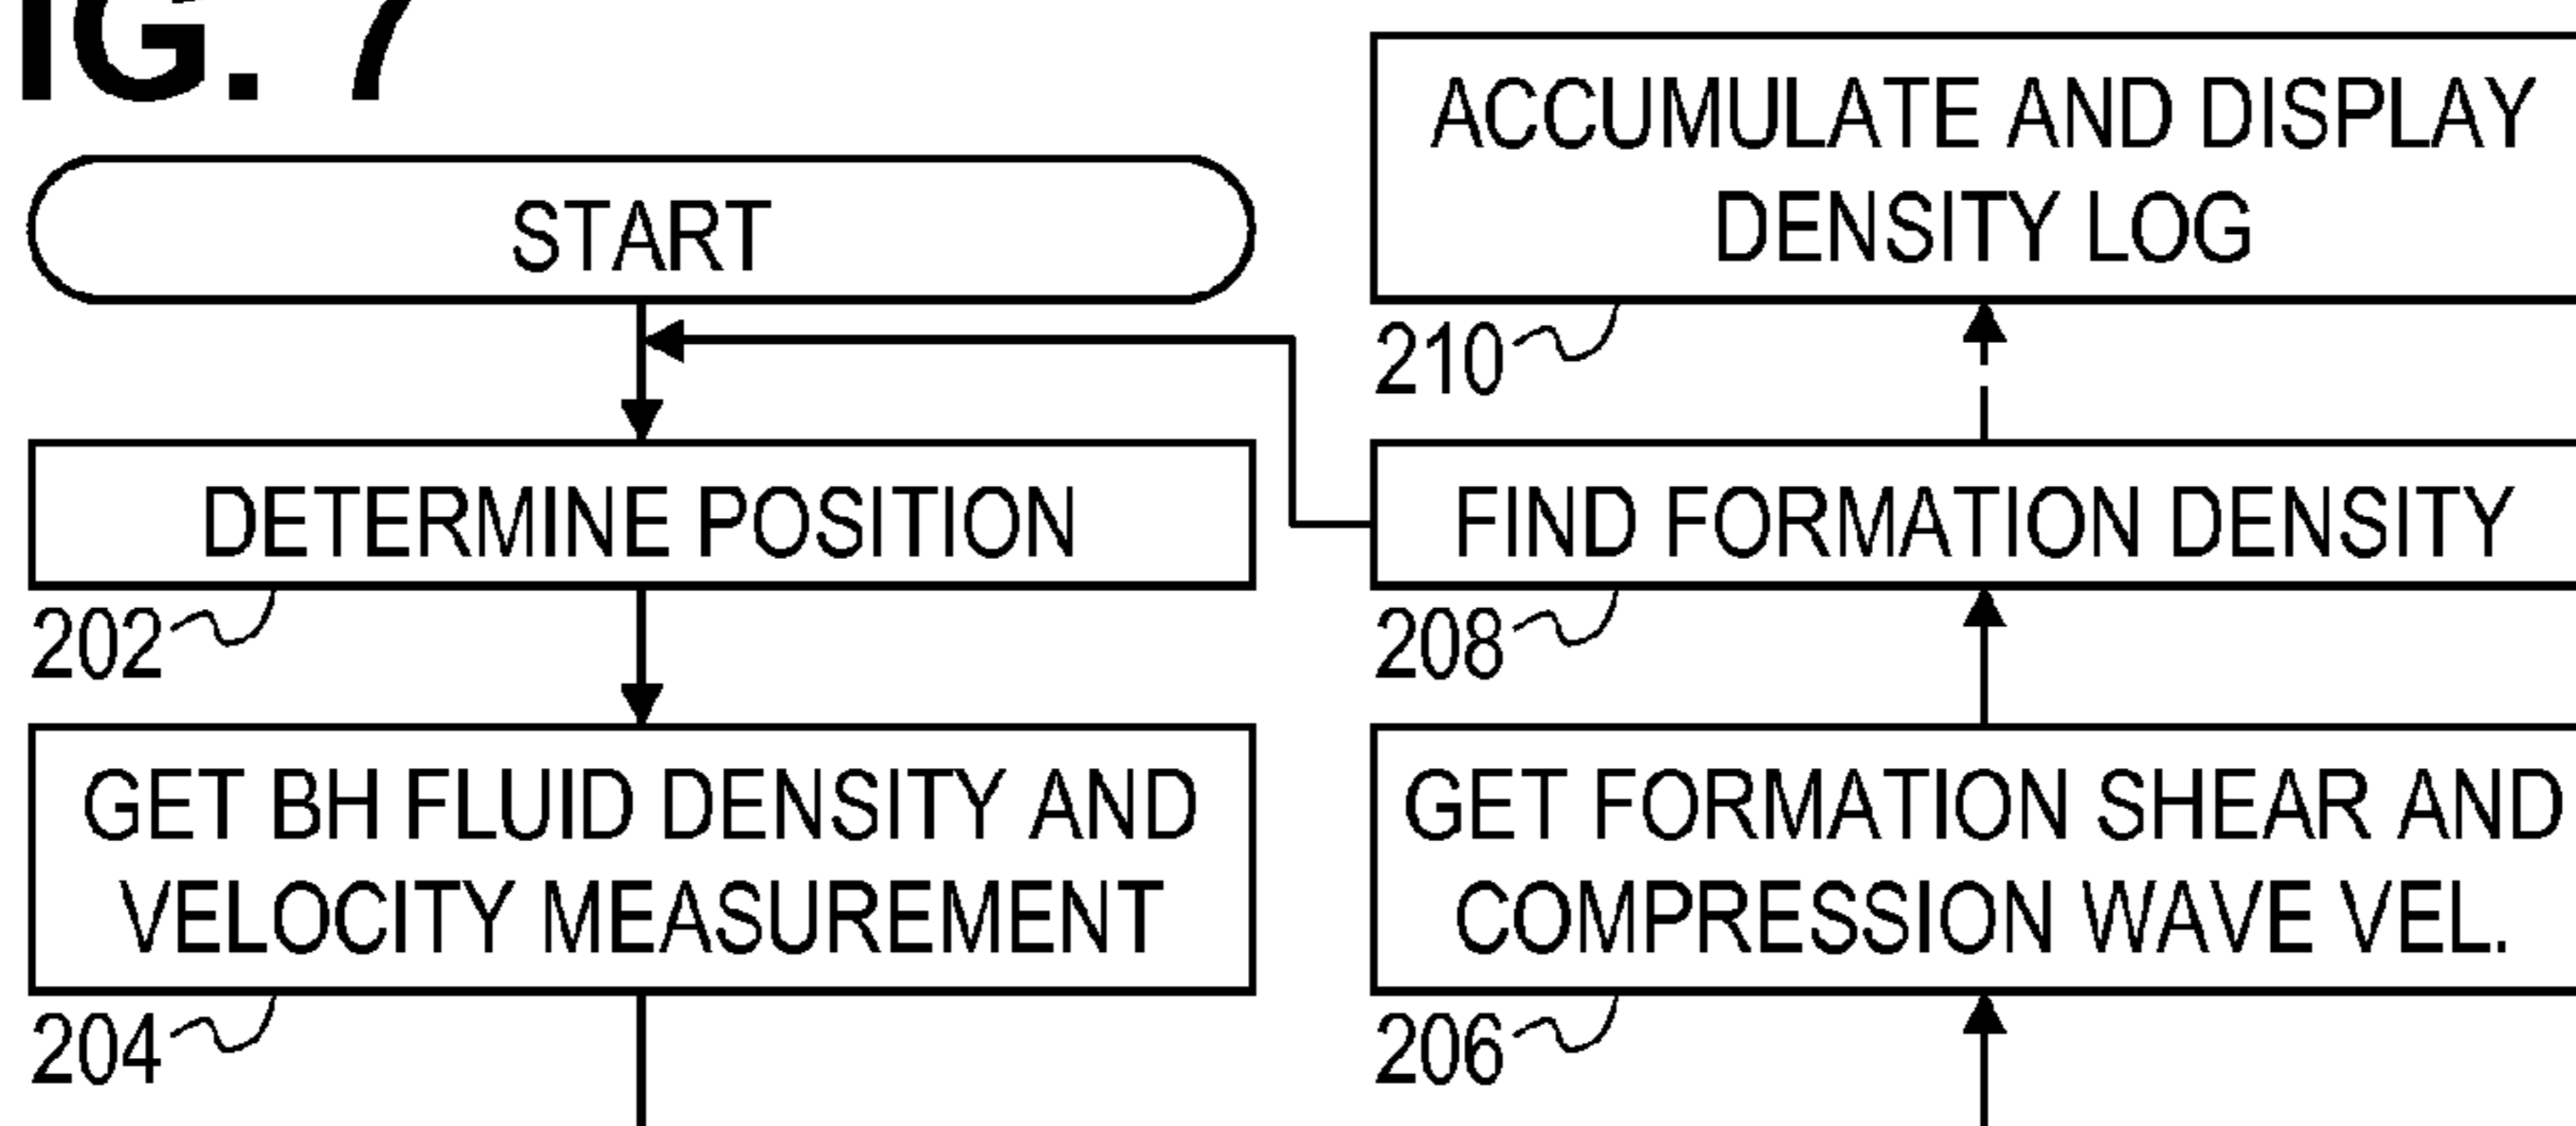 IG. 7
START
DETERMINE POSITION
202
GET BH FLUID DENSITY AND
VELOCITY MEASUREMENT
204
ACCUMULATE AND DISPLAY
DENSITY LOG
210
FIND FORMATION DENSITY
208
GET FORMATION SHEAR AND
COMPRESSION WAVE VEL.
206